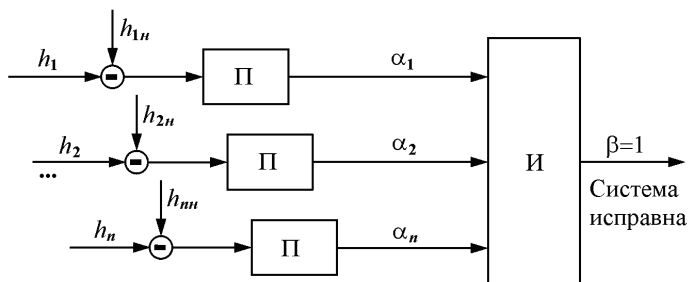 h1н
h1
П
α1
h2н
h2
...
П
α2
И
β=1
Система
исправна
hnн
hn
П
αn